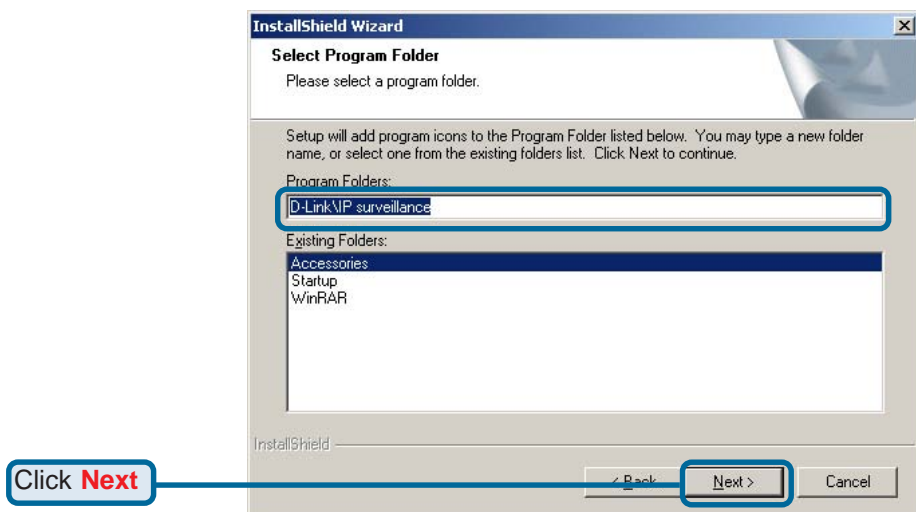 InstallShield Wizard
Select Program Folder
Please select a program folder.
Setup will add program icons to the Program Folder listed below. You may type a new folder
name, or select one from the existing folders list. Click Next to continue.
Program Folders:
D-Link\IP surveillance
Existing Folders:
Accessories
Startup
WinRAR
InstallShield
Click Next
< Back
Next >
Cancel